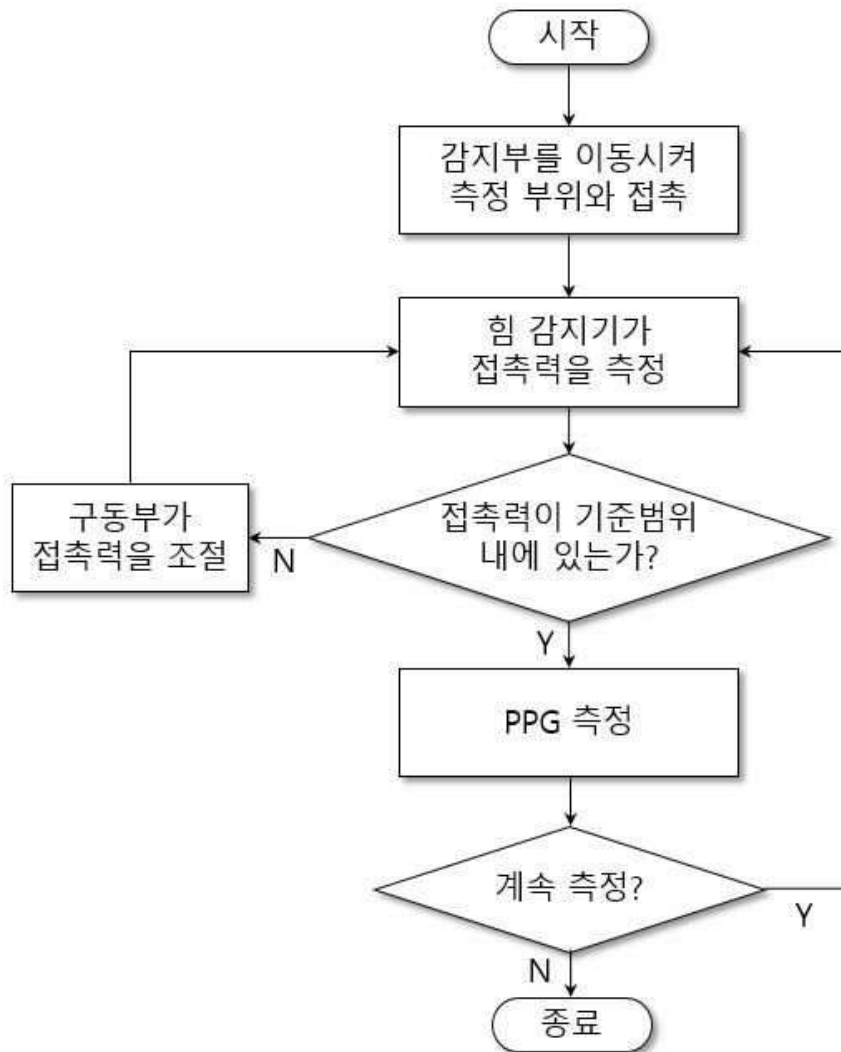 시작
감지부를 이동시켜
측정 부위와 접촉
힘 감지기가
접촉력을 측정
구동부가
접촉력을 조절
N
접촉력이 기준범위
내에 있는가?
Y
PPG 측정
계속 측정?
Y
N
종료